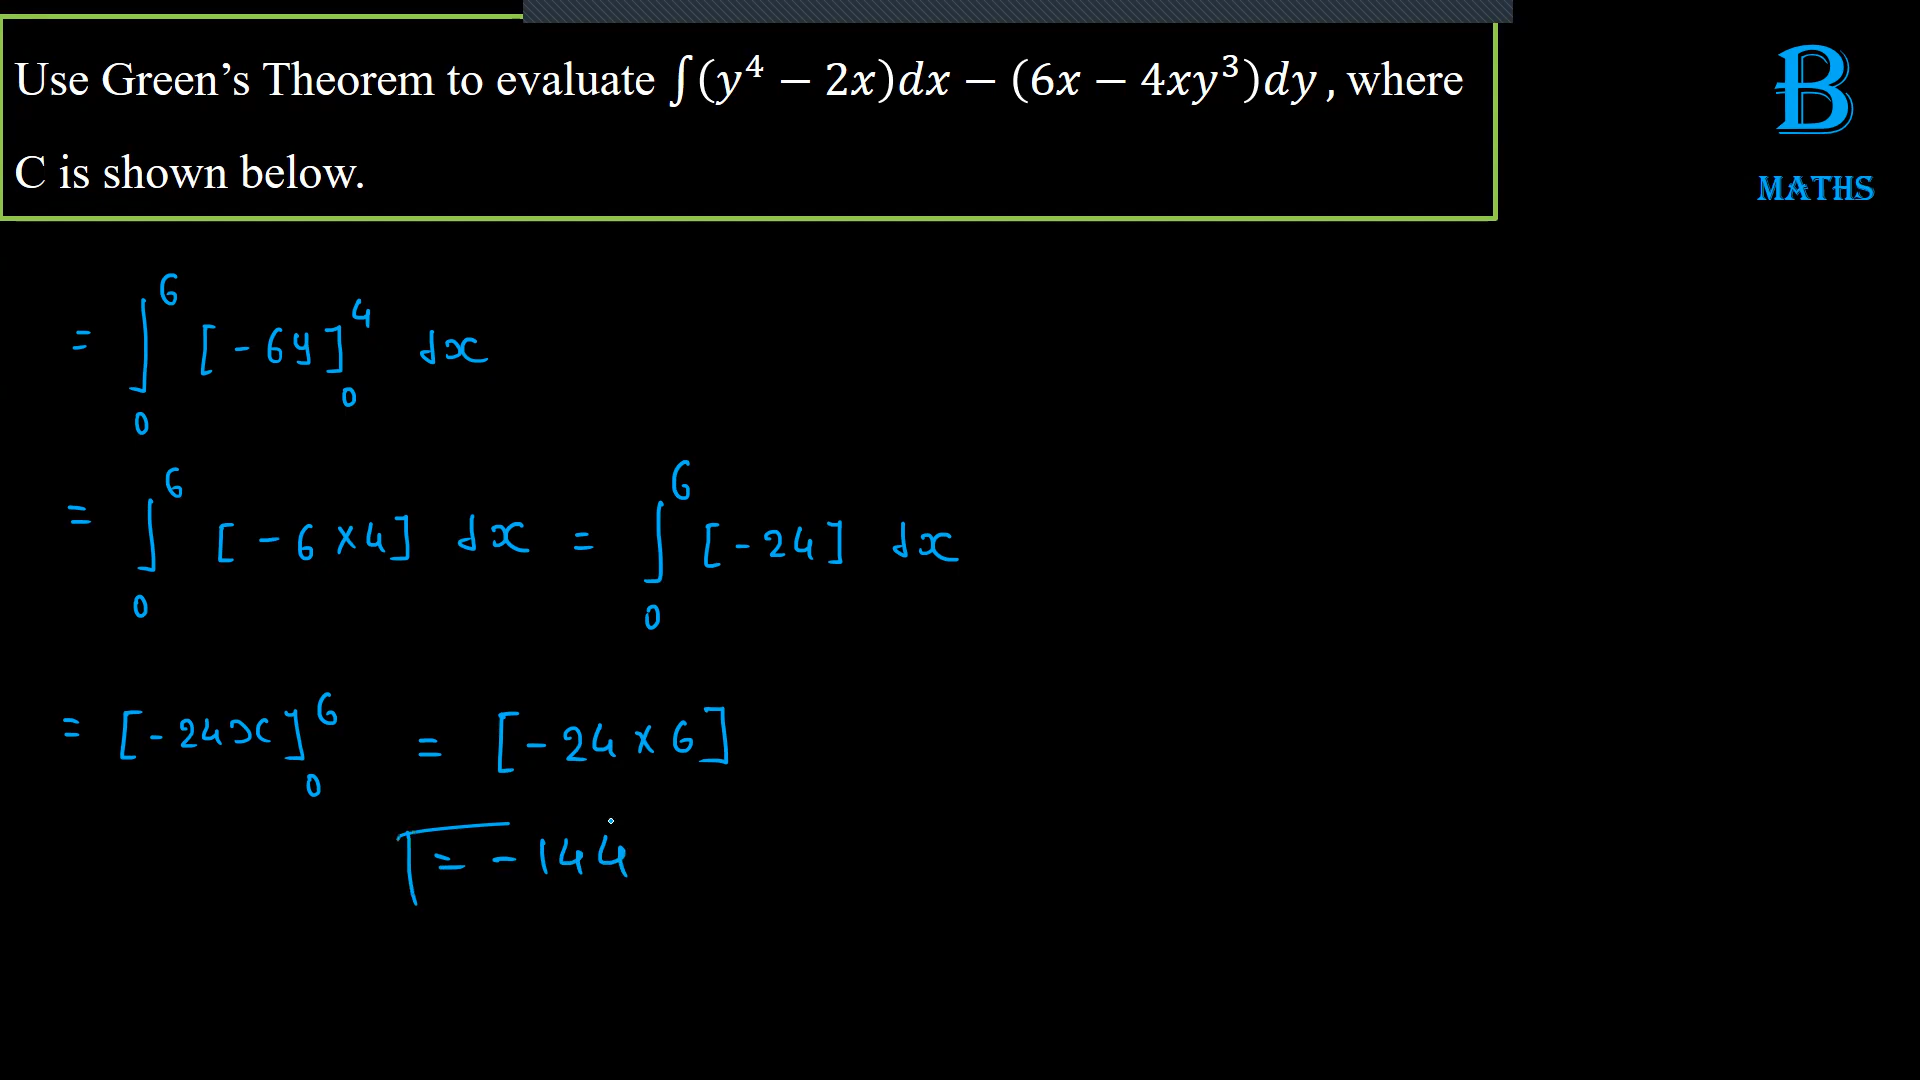 Use Green’s Theorem to evaluate ∫(y⁴ − 2x)dx − (6x − 4xy³)dy, where
C is shown below.
B
MATHS
= ∫₀⁶ [-6y]₀⁴ dx
= ∫₀⁶ [-6×4] dx = ∫₀⁶ [-24] dx
= [-24x]₀⁶ = [-24×6]
= -144